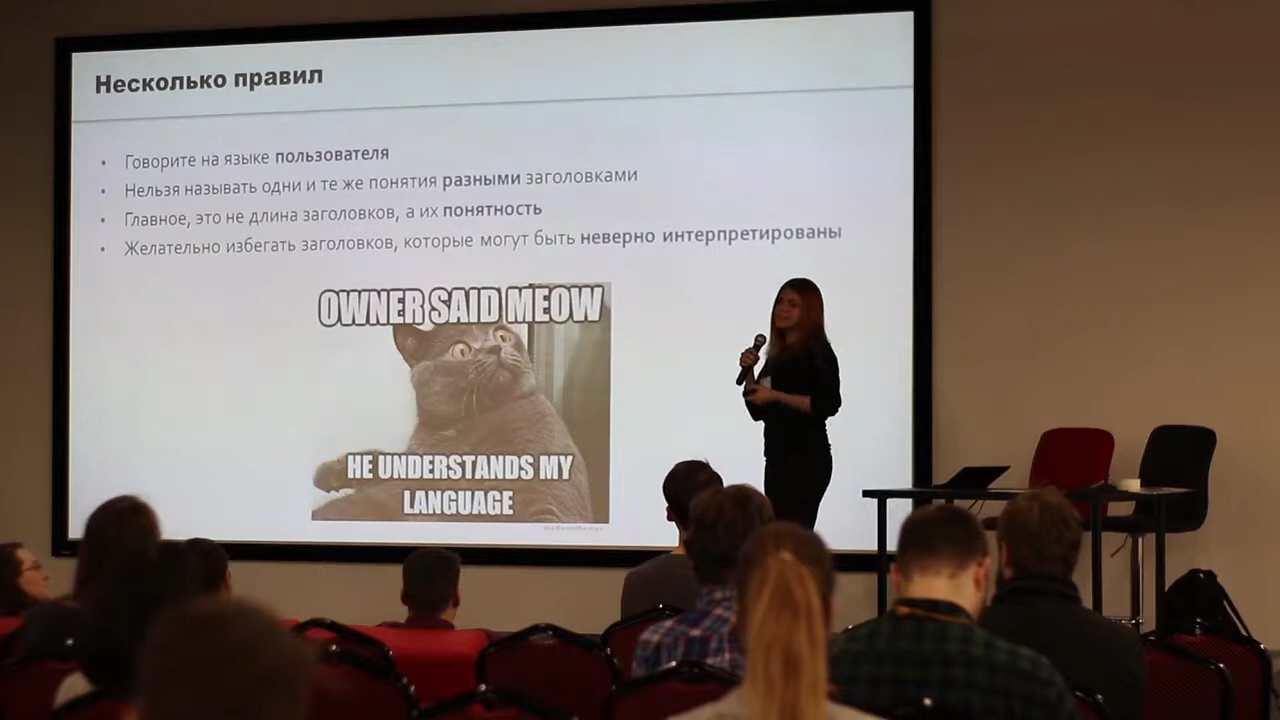 Несколько правил
• Говорите на языке пользователя
• Нельзя называть одни и те же понятия разными заголовками
• Главное, это не длина заголовков, а их понятность
• Желательно избегать заголовков, которые могут быть неверно интерпретированы
OWNER SAID MEOW
HE UNDERSTANDS MY
LANGUAGE